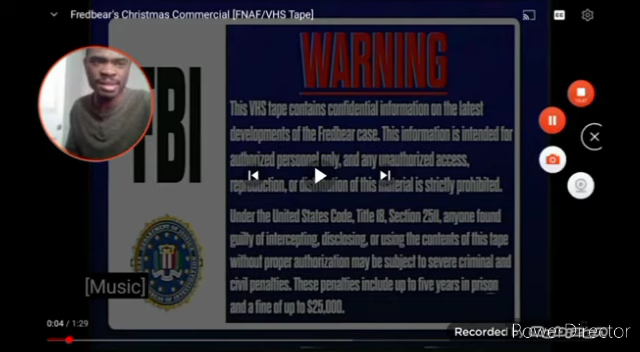 Fredbear's Christmas Commercial [FNAF/VHS Tape]
FBI
WARNING
This VHS tape contains confidential information on the latest
developments of the Fredbear case. This information is intended for
authorized personnel only, and any unauthorized access,
reproduction, or distribution of this material is strictly prohibited.
Under the United States Code, Title 18, Section 2511, anyone found
guilty of intercepting, disclosing, or using the contents of this tape
without proper authorization may be subject to severe criminal and
civil penalties. These penalties include up to five years in prison
and a fine of up to $25,000.
[Music]
0:04 / 1:29
Recorded
PowerDirector